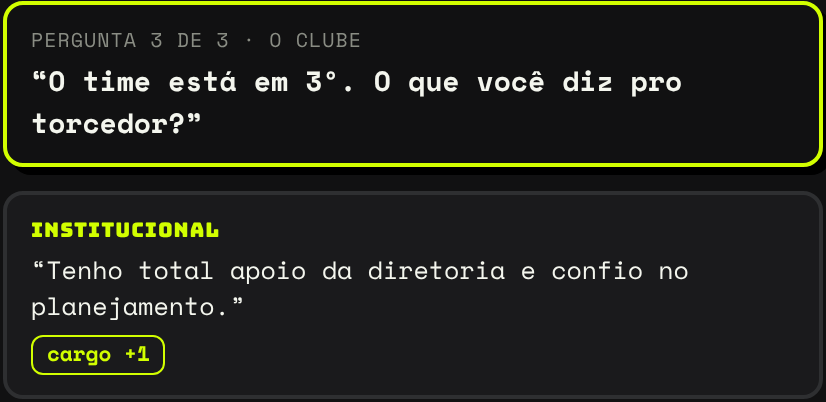 PERGUNTA 3 DE 3 · O CLUBE
“O time está em 3º. O que você diz pro
torcedor?”
INSTITUCIONAL
“Tenho total apoio da diretoria e confio no
planejamento.”
cargo +1